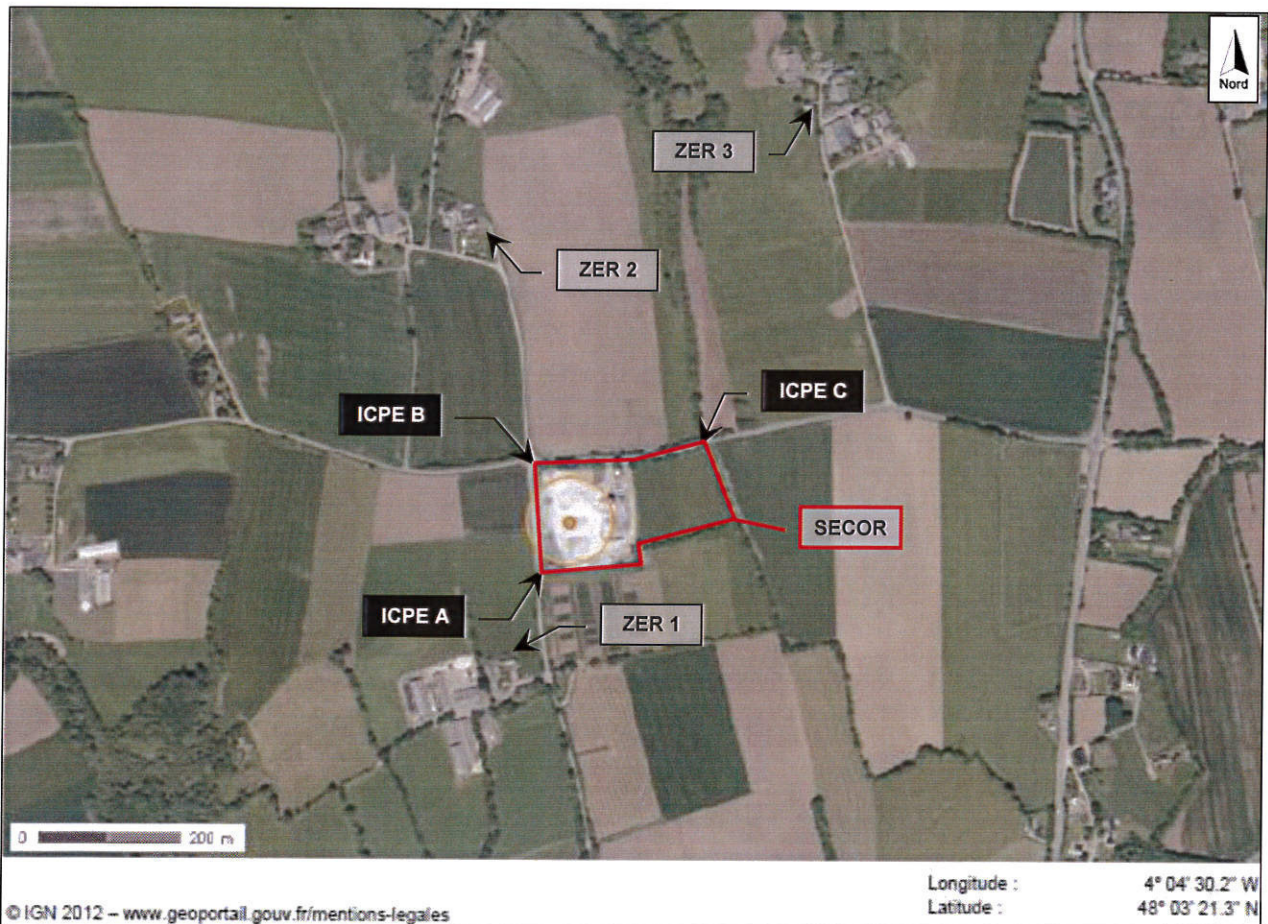 Nord
ZER 3
ZER 2
ICPE C
ICPE B
SECOR
ICPE A
ZER 1
0 200 m
Longitude : 4° 04' 30.2" W
© IGN 2012 – www.geoportail.gouv.fr/mentions-legales
Latitude : 48° 03' 21.3" N